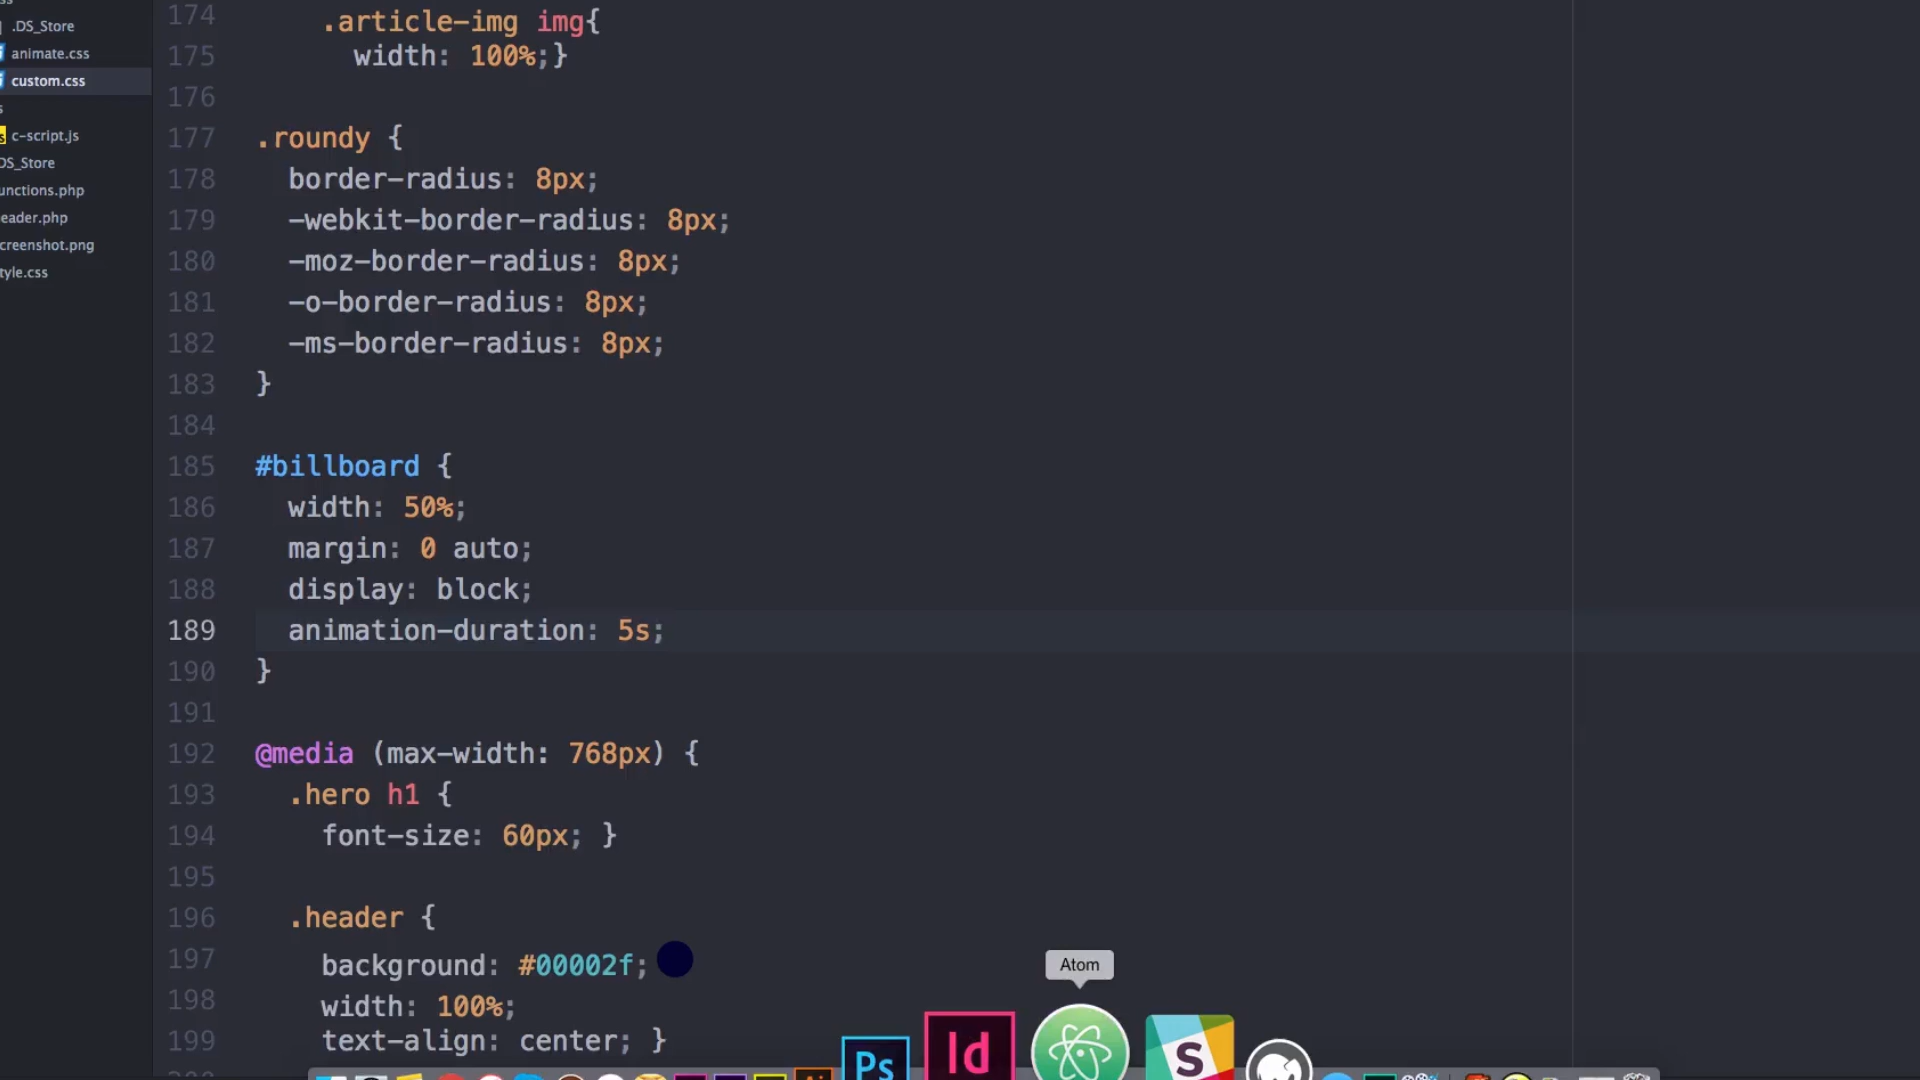 .DS_Store
animate.css
custom.css
s
c-script.js
DS_Store
unctions.php
eader.php
creenshot.png
tyle.css
174 .article-img img{
175 width: 100%;}
176
177 .roundy {
178 border-radius: 8px;
179 -webkit-border-radius: 8px;
180 -moz-border-radius: 8px;
181 -o-border-radius: 8px;
182 -ms-border-radius: 8px;
183 }
184
185 #billboard {
186 width: 50%;
187 margin: 0 auto;
188 display: block;
189 animation-duration: 5s;
190 }
191
192 @media (max-width: 768px) {
193 .hero h1 {
194 font-size: 60px; }
195
196 .header {
197 background: #00002f;
198 width: 100%;
199 text-align: center; }
Atom
Ps
Id
S